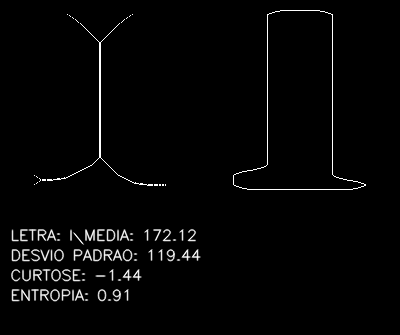 LETRA: I\MEDIA: 172.12
DESVIO PADRAO: 119.44
CURTOSE: -1.44
ENTROPIA: 0.91